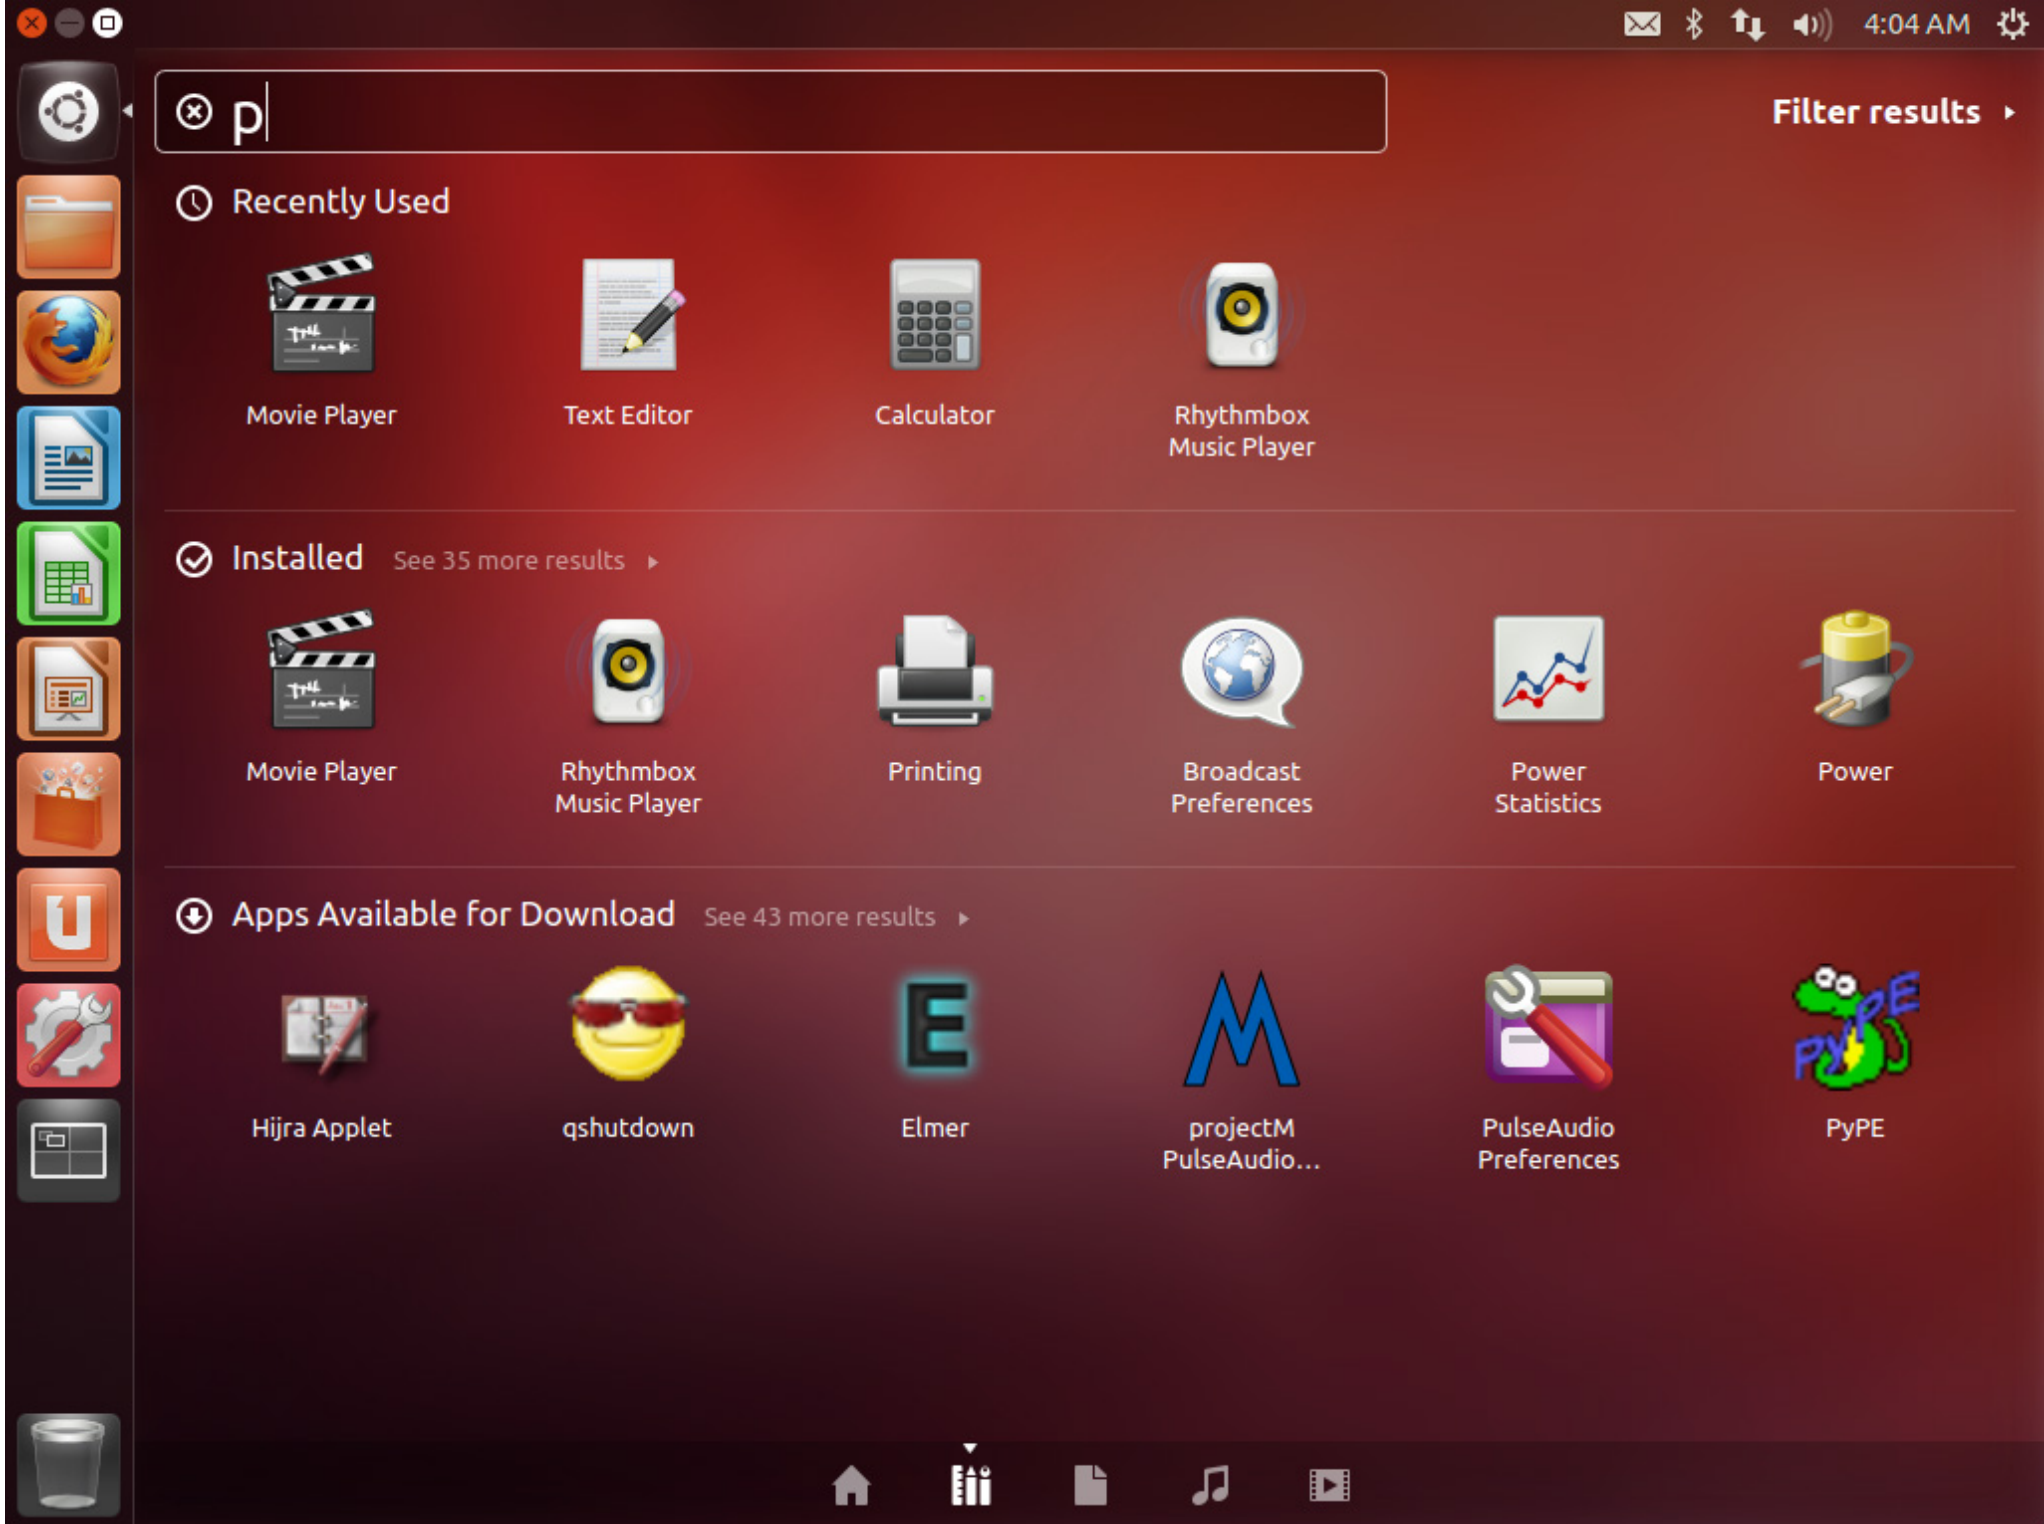 4:04 AM
p
Filter results
Recently Used
Movie Player
Text Editor
Calculator
Rhythmbox
Music Player
Installed See 35 more results
Movie Player
Rhythmbox
Music Player
Printing
Broadcast
Preferences
Power
Statistics
Power
Apps Available for Download See 43 more results
Hijra Applet
qshutdown
E
Elmer
M
projectM
PulseAudio...
PulseAudio
Preferences
PyPE
PyPE